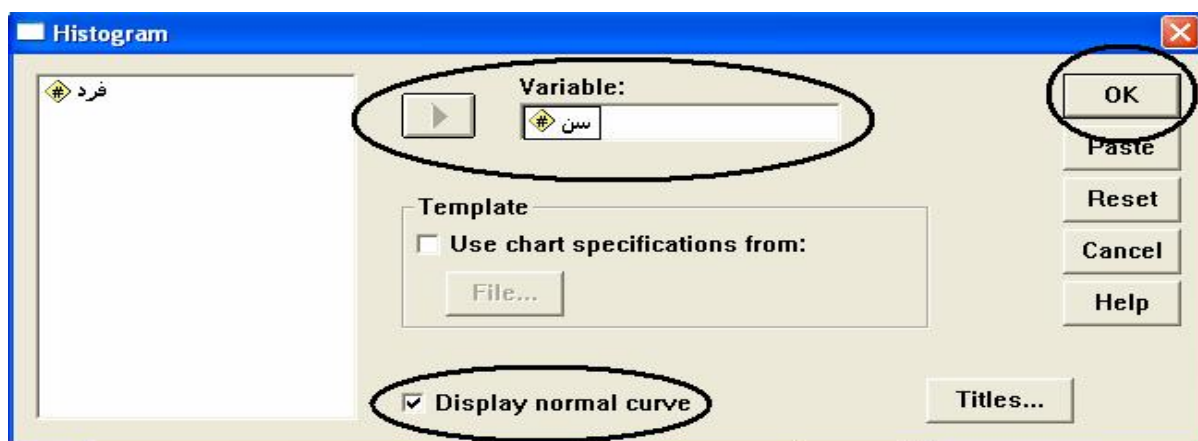 Histogram
فرد
Variable:
سن
Template
Use chart specifications from:
File...
Display normal curve
OK
Paste
Reset
Cancel
Help
Titles...